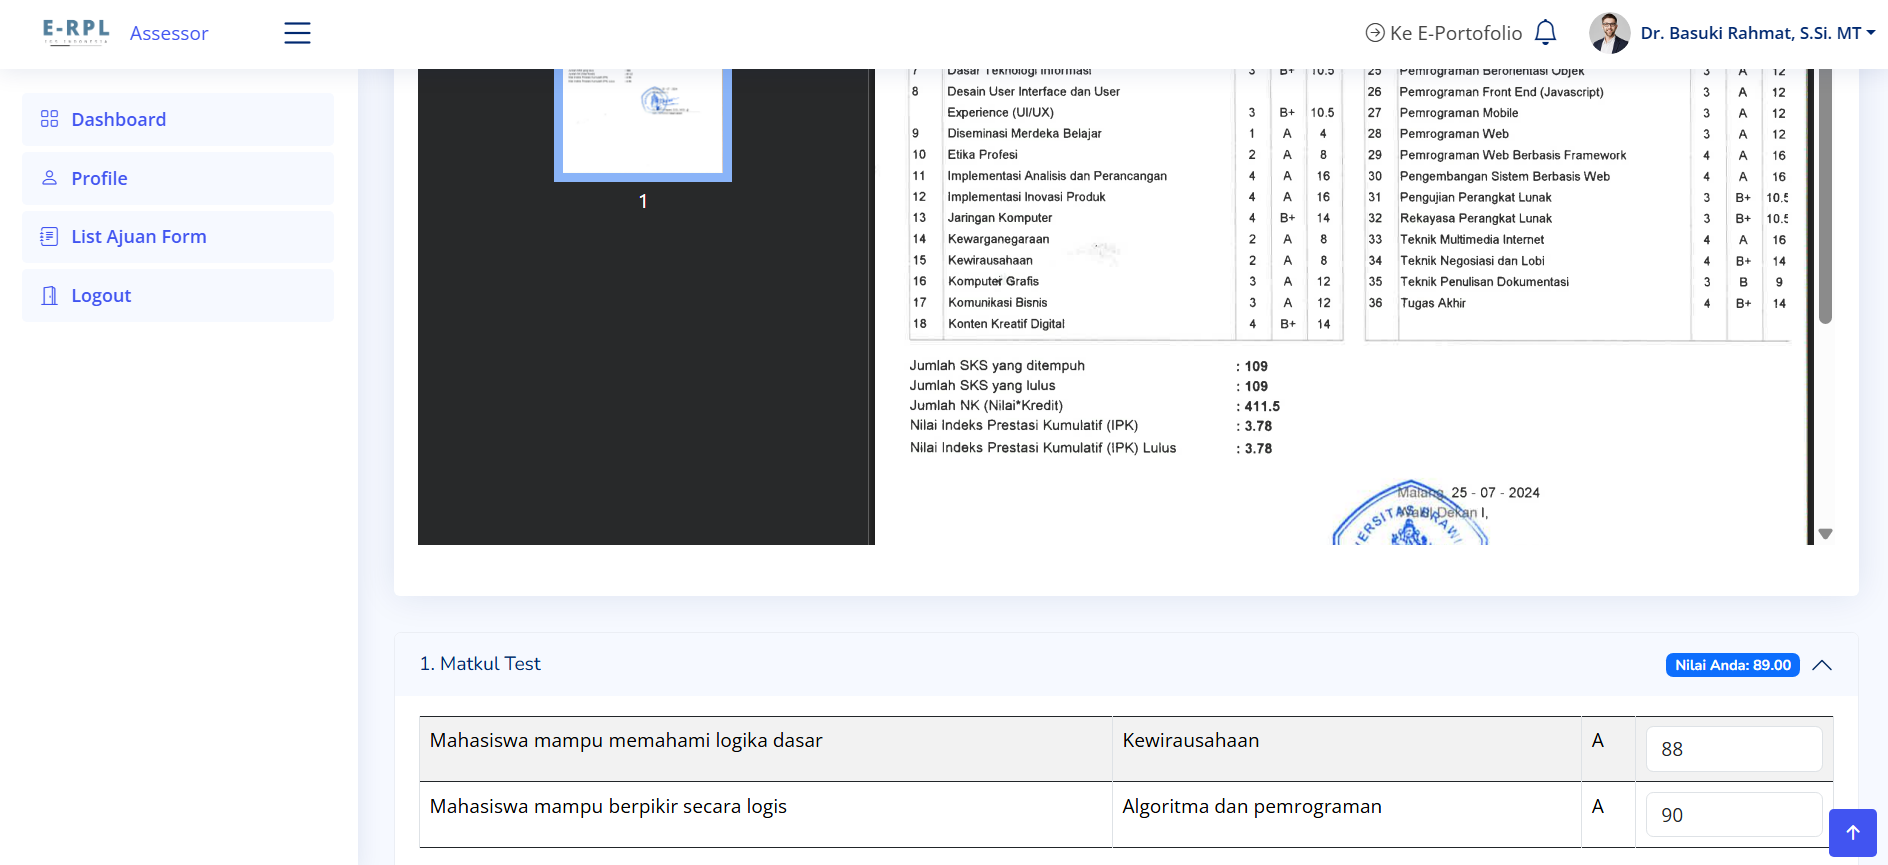 E-RPL
Assessor
Ke E-Portofolio
Dr. Basuki Rahmat, S.Si. MT
Dashboard
Profile
List Ajuan Form
Logout
1
7 Dasar Teknologi Informasi 3 B+ 10.5
8 Desain User Interface dan User
Experience (UI/UX) 3 B+ 10.5
9 Diseminasi Merdeka Belajar 1 A 4
10 Etika Profesi 2 A 8
11 Implementasi Analisis dan Perancangan 4 A 16
12 Implementasi Inovasi Produk 4 A 16
13 Jaringan Komputer 4 B+ 14
14 Kewarganegaraan 2 A 8
15 Kewirausahaan 2 A 8
16 Komputer Grafis 3 A 12
17 Komunikasi Bisnis 3 A 12
18 Konten Kreatif Digital 4 B+ 14
25 Pemrograman Berorientasi Objek 3 A 12
26 Pemrograman Front End (Javascript) 3 A 12
27 Pemrograman Mobile 3 A 12
28 Pemrograman Web 3 A 12
29 Pemrograman Web Berbasis Framework 4 A 16
30 Pengembangan Sistem Berbasis Web 4 A 16
31 Pengujian Perangkat Lunak 3 B+ 10.5
32 Rekayasa Perangkat Lunak 3 B+ 10.5
33 Teknik Multimedia Internet 4 A 16
34 Teknik Negosiasi dan Lobi 4 B+ 14
35 Teknik Penulisan Dokumentasi 3 B 9
36 Tugas Akhir 4 B+ 14
Jumlah SKS yang ditempuh : 109
Jumlah SKS yang lulus : 109
Jumlah NK (Nilai*Kredit) : 411.5
Nilai Indeks Prestasi Kumulatif (IPK) : 3.78
Nilai Indeks Prestasi Kumulatif (IPK) Lulus : 3.78
Malang, 25 - 07 - 2024
Wakil Dekan I,
1. Matkul Test
Nilai Anda: 89.00
Mahasiswa mampu memahami logika dasar Kewirausahaan A 88
Mahasiswa mampu berpikir secara logis Algoritma dan pemrograman A 90